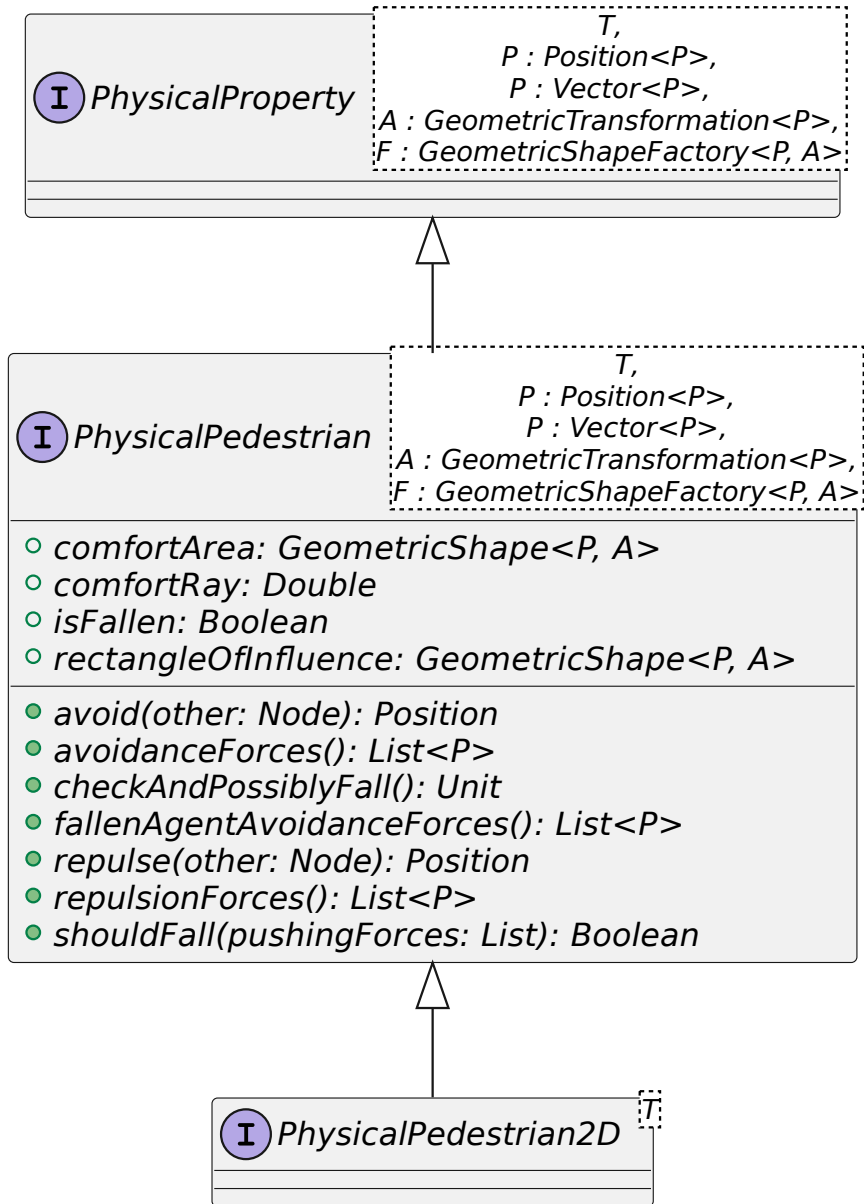 T,
P : Position<P>,
P : Vector<P>,
A : GeometricTransformation<P>,
F : GeometricShapeFactory<P, A>
I PhysicalProperty
T,
P : Position<P>,
P : Vector<P>,
A : GeometricTransformation<P>,
F : GeometricShapeFactory<P, A>
I PhysicalPedestrian
comfortArea: GeometricShape<P, A>
comfortRay: Double
isFallen: Boolean
rectangleOfInfluence: GeometricShape<P, A>
avoid(other: Node): Position
avoidanceForces(): List<P>
checkAndPossiblyFall(): Unit
fallenAgentAvoidanceForces(): List<P>
repulse(other: Node): Position
repulsionForces(): List<P>
shouldFall(pushingForces: List): Boolean
T
I PhysicalPedestrian2D